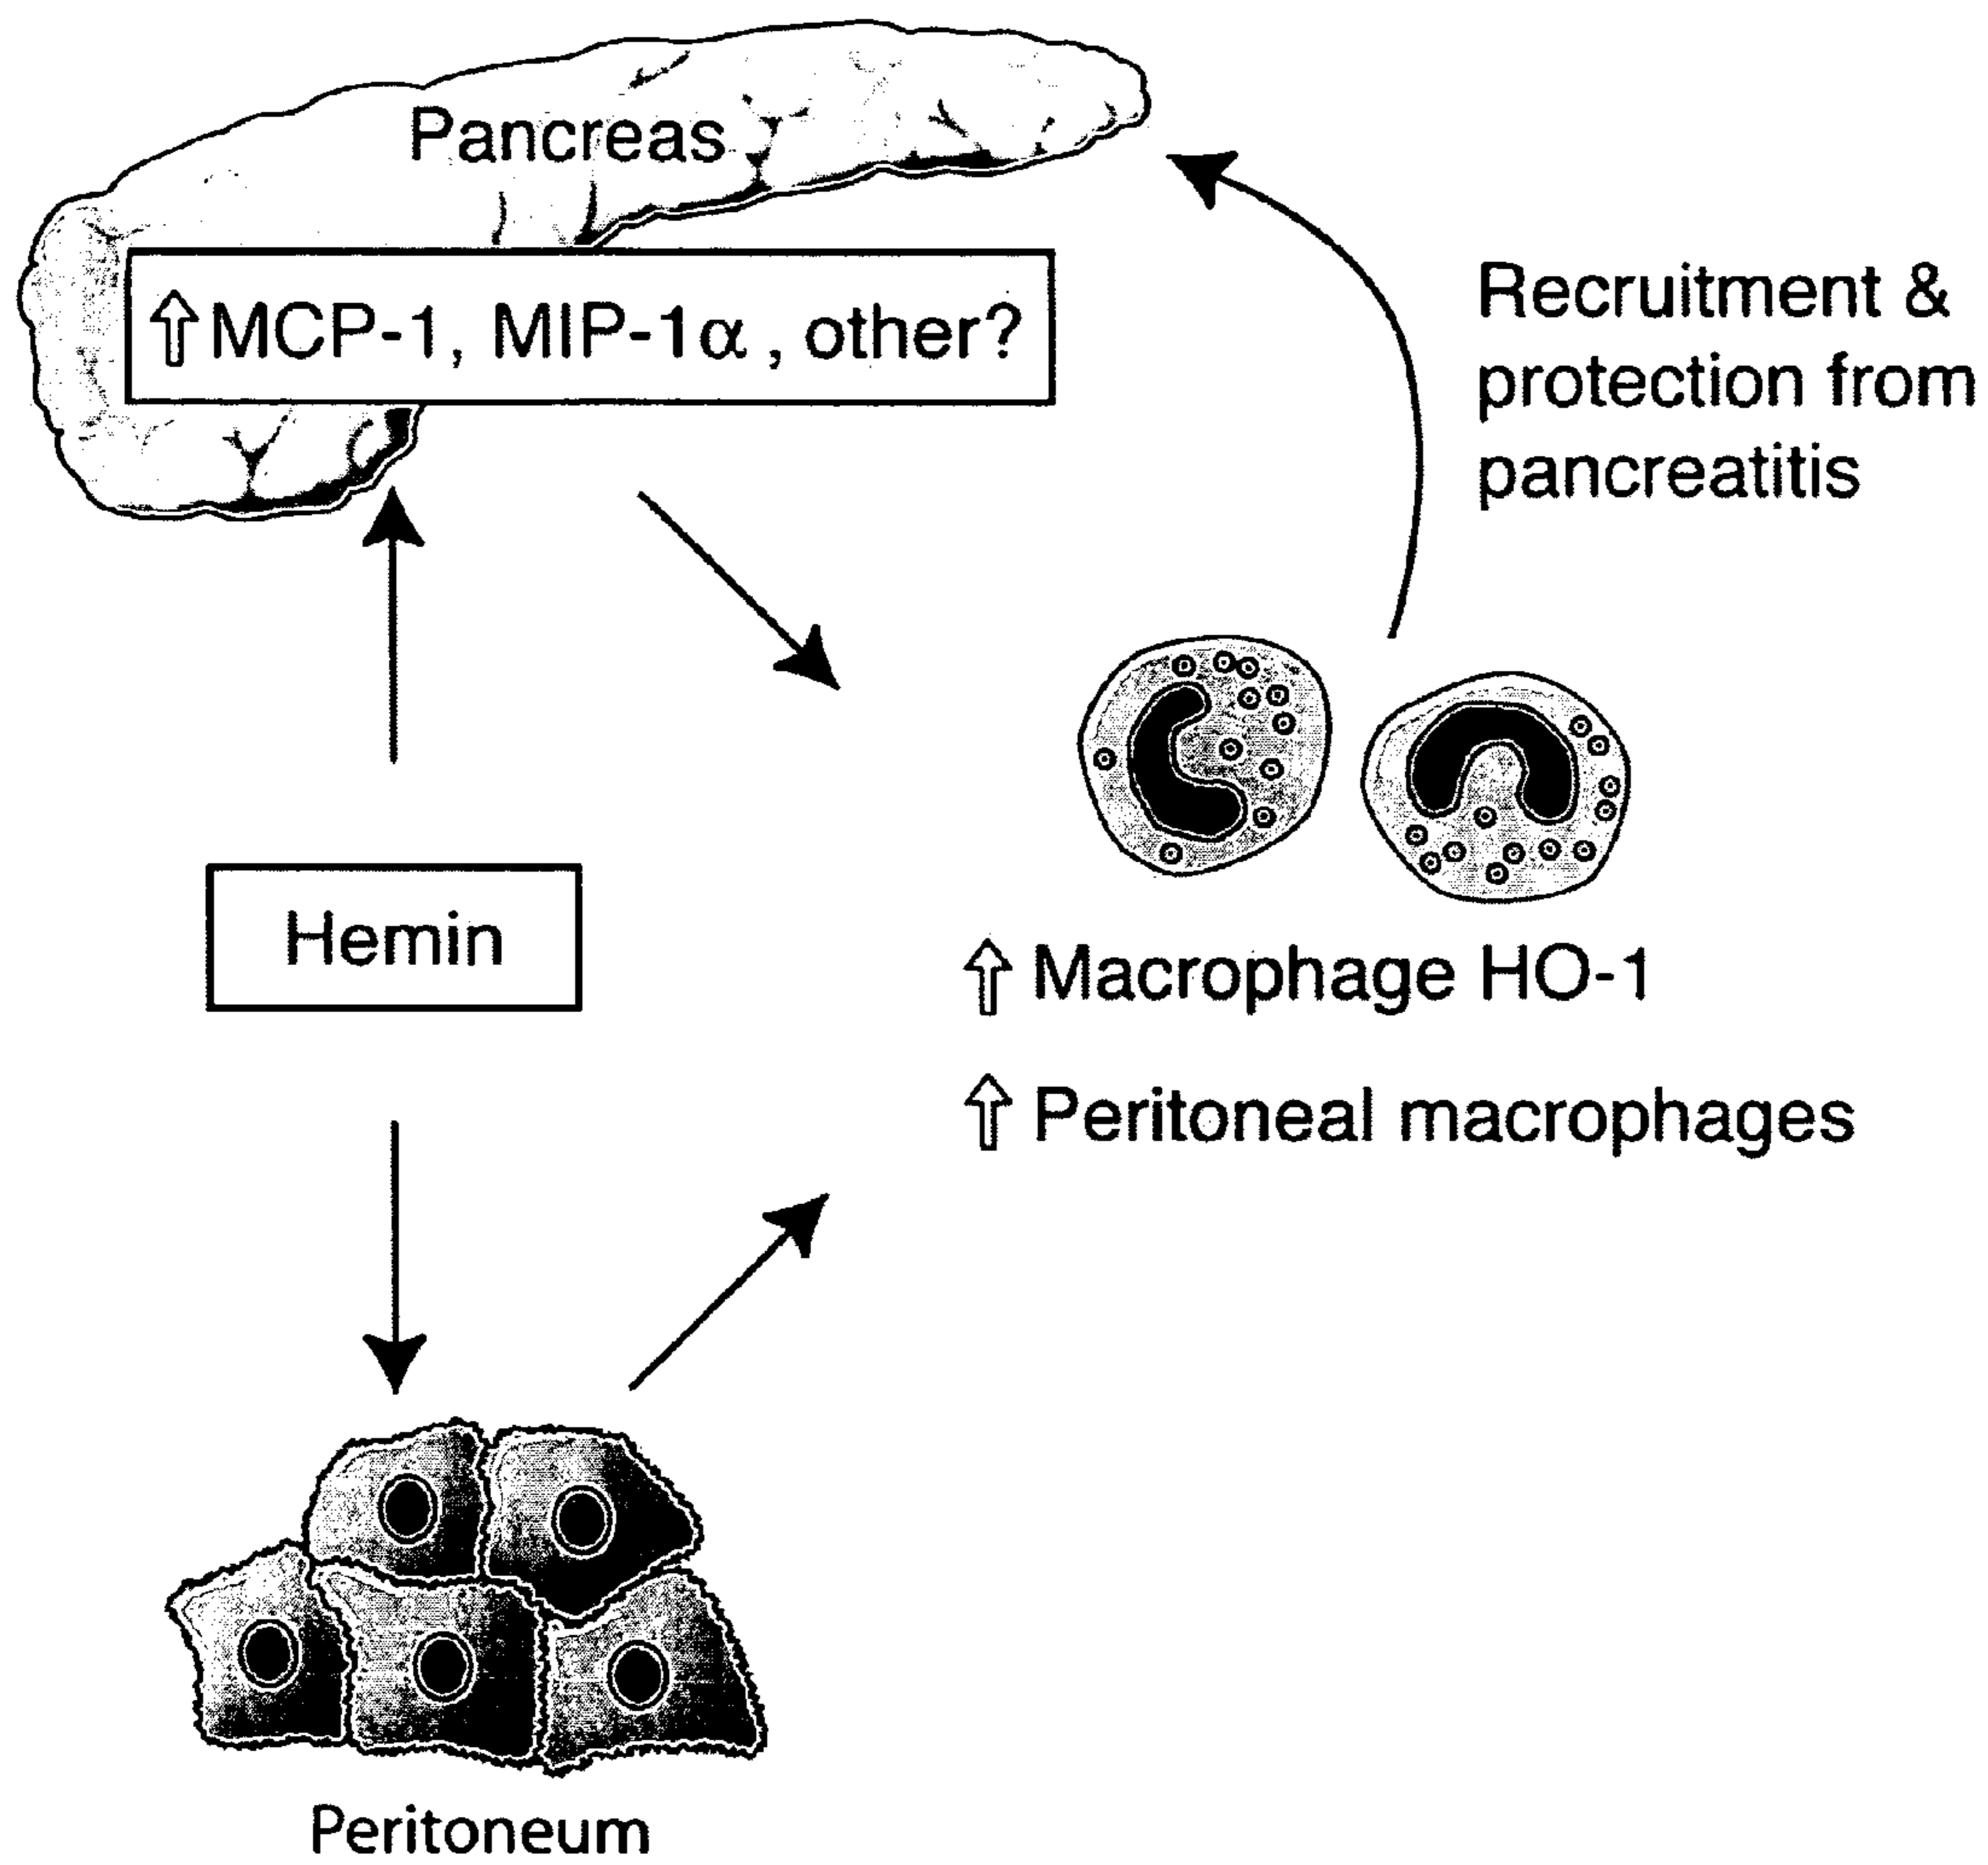 Pancreas
⇧MCP-1, MIP-1α, other?
Recruitment &
protection from
pancreatitis
Hemin
⇧ Macrophage HO-1
⇧ Peritoneal macrophages
Peritoneum